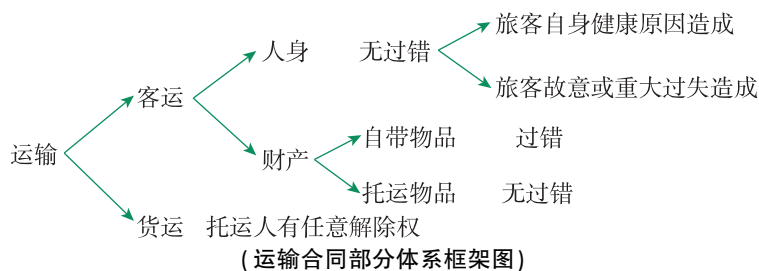 旅客自身健康原因造成
人身 无过错
旅客故意或重大过失造成
客运
自带物品 过错
运输
财产
托运物品 无过错
货运 托运人有任意解除权
(运输合同部分体系框架图)